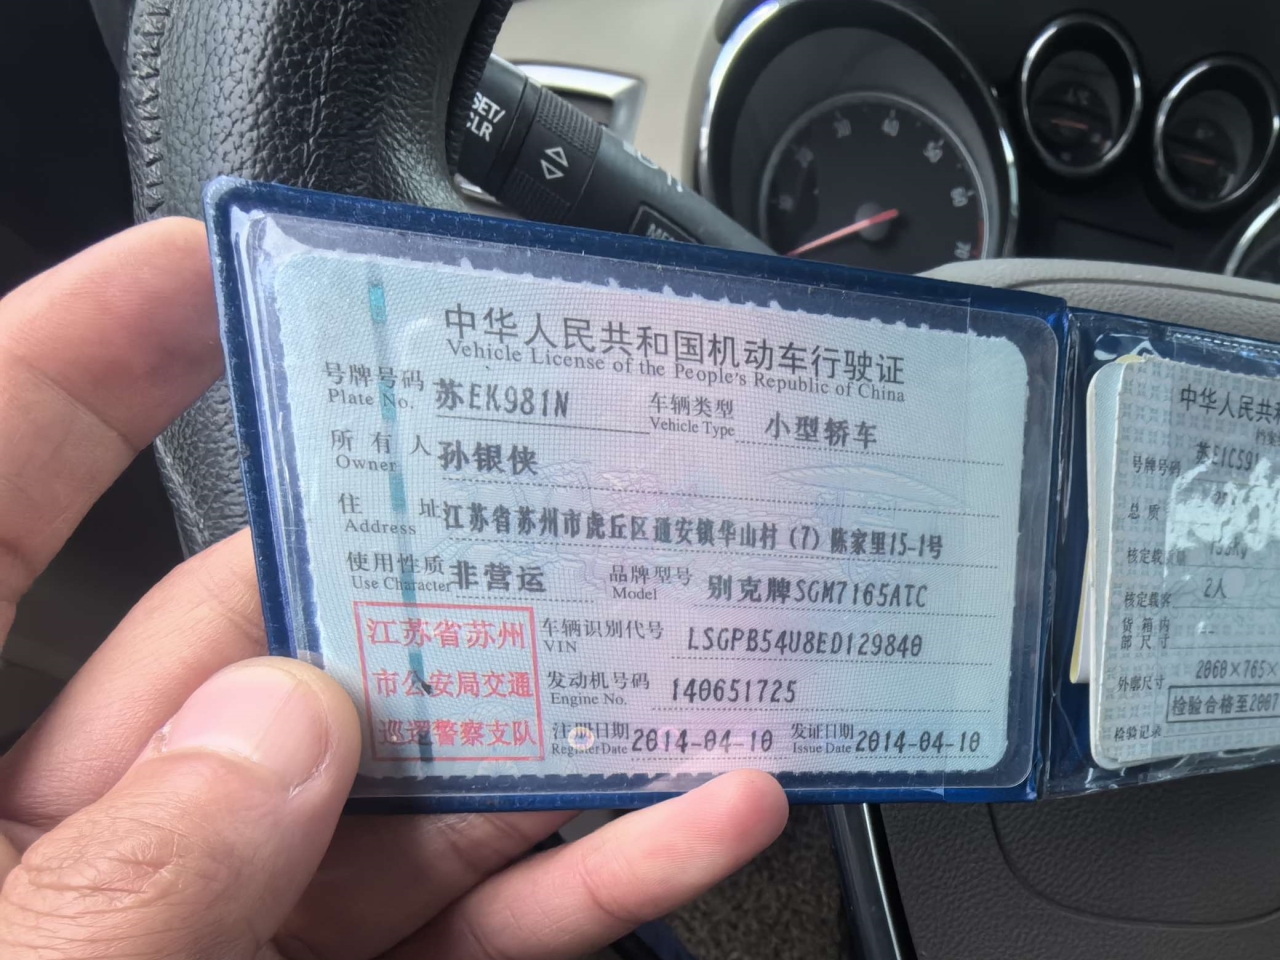 SET/
CLR
中华人民共和国机动车行驶证
Vehicle License of the People's Republic of China
号牌号码 苏EK981N 车辆类型 小型轿车
Plate No. Vehicle Type
所有人 孙银侠
Owner
住址 江苏省苏州市虎丘区通安镇华山村（7）陈家里15-1号
Address
使用性质 非营运 品牌型号 别克牌SGM7165ATC
Use Character Model
江苏省苏州
市公安局交通
巡逻警察支队
车辆识别代号 LSGPB54U8ED129840
VIN
发动机号码 140651725
Engine No.
注册日期 2014-04-10 发证日期 2014-04-10
Register Date Issue Date
中华人民共
号牌号码 苏E1C591
总质
核定载质量
核定载客 2人
货箱内
部尺寸 --
外廓尺寸 2060×765×
检验合格至2007
检验记录